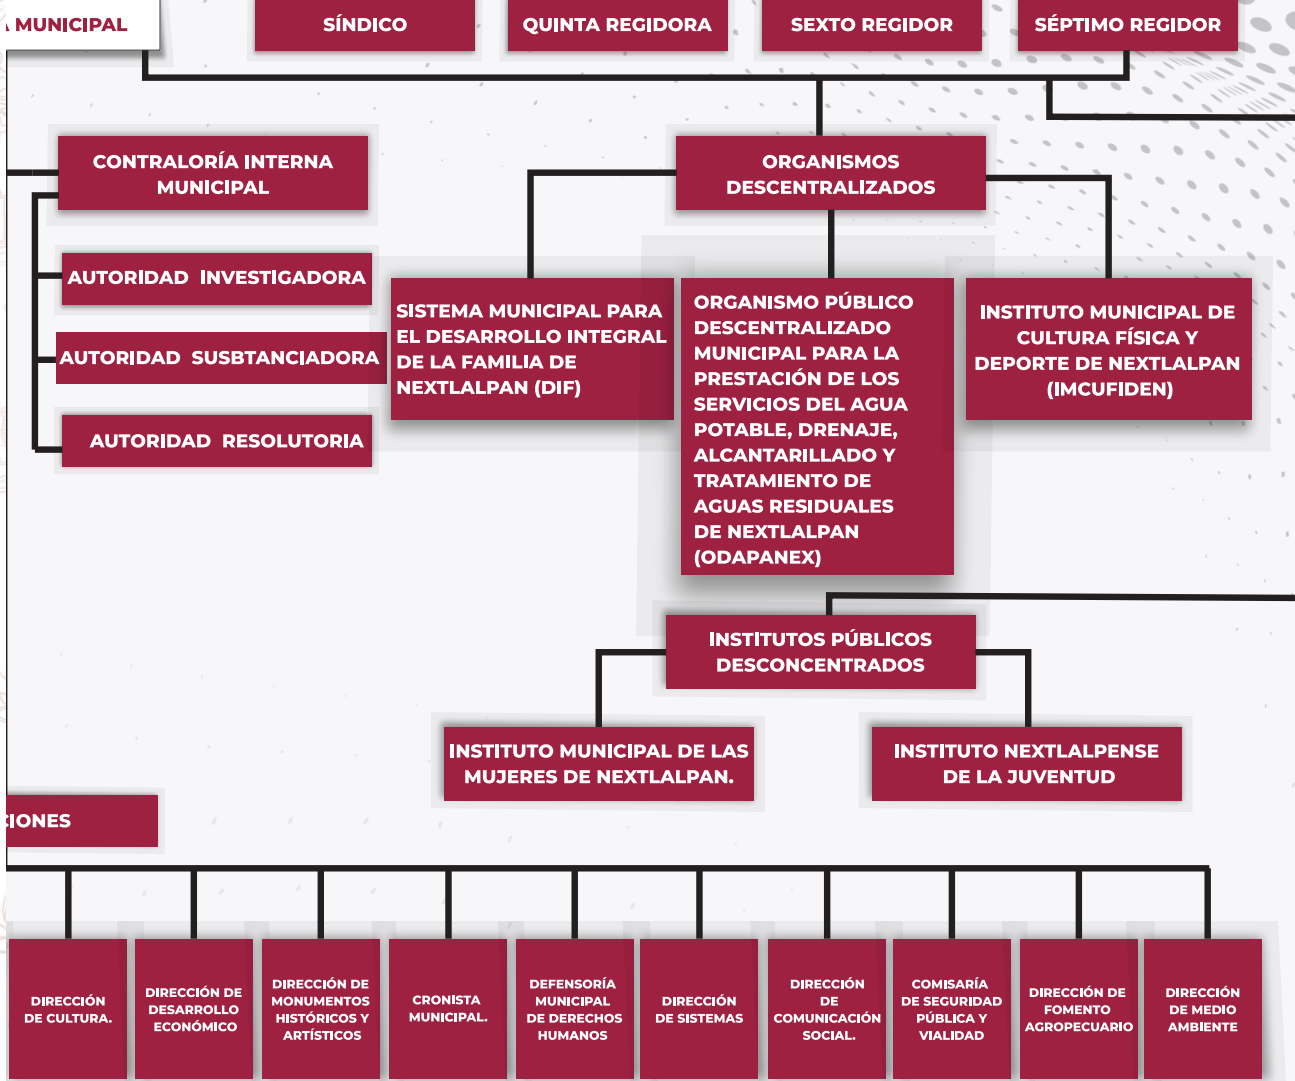 MUNICIPAL
SÍNDICO
QUINTA REGIDORA
SEXTO REGIDOR
SÉPTIMO REGIDOR
CONTRALORÍA INTERNA
MUNICIPAL
AUTORIDAD INVESTIGADORA
AUTORIDAD SUSBTANCIADORA
AUTORIDAD RESOLUTORIA
ORGANISMOS
DESCENTRALIZADOS
SISTEMA MUNICIPAL PARA
EL DESARROLLO INTEGRAL
DE LA FAMILIA DE
NEXTLALPAN (DIF)
ORGANISMO PÚBLICO
DESCENTRALIZADO
MUNICIPAL PARA LA
PRESTACIÓN DE LOS
SERVICIOS DEL AGUA
POTABLE, DRENAJE,
ALCANTARILLADO Y
TRATAMIENTO DE
AGUAS RESIDUALES
DE NEXTLALPAN
(ODAPANEX)
INSTITUTO MUNICIPAL DE
CULTURA FÍSICA Y
DEPORTE DE NEXTLALPAN
(IMCUFIDEN)
INSTITUTOS PÚBLICOS
DESCONCENTRADOS
INSTITUTO MUNICIPAL DE LAS
MUJERES DE NEXTLALPAN.
INSTITUTO NEXTLALPENSE
DE LA JUVENTUD
CIONES
DIRECCIÓN
DE CULTURA.
DIRECCIÓN DE
DESARROLLO
ECONÓMICO
DIRECCIÓN DE
MONUMENTOS
HISTÓRICOS Y
ARTÍSTICOS
CRONISTA
MUNICIPAL.
DEFENSORÍA
MUNICIPAL
DE DERECHOS
HUMANOS
DIRECCIÓN
DE SISTEMAS
DIRECCIÓN
DE
COMUNICACIÓN
SOCIAL.
COMISARÍA
DE SEGURIDAD
PÚBLICA Y
VIALIDAD
DIRECCIÓN DE
FOMENTO
AGROPECUARIO
DIRECCIÓN
DE MEDIO
AMBIENTE